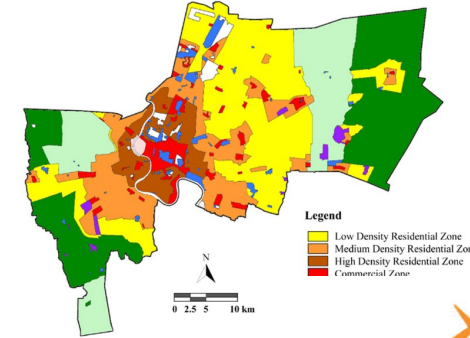 Legend
Low Density Residential Zone
Medium Density Residential Zon
High Density Residential Zone
Commercial Zone
N
0 2.5 5 10 km